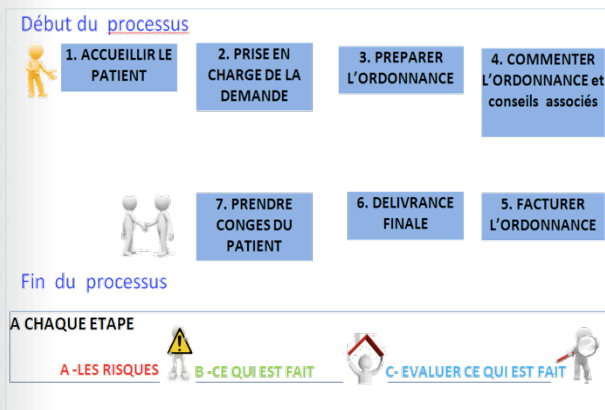 Début du processus
1. ACCUEILLIR LE
PATIENT
2. PRISE EN
CHARGE DE LA
DEMANDE
3. PREPARER
L'ORDONNANCE
4. COMMENTER
L'ORDONNANCE et
conseils associés
7. PRENDRE
CONGES DU
PATIENT
6. DELIVRANCE
FINALE
5. FACTURER
L'ORDONNANCE
Fin du processus
A CHAQUE ETAPE
A -LES RISQUES
B -CE QUI EST FAIT
C- EVALUER CE QUI EST FAIT